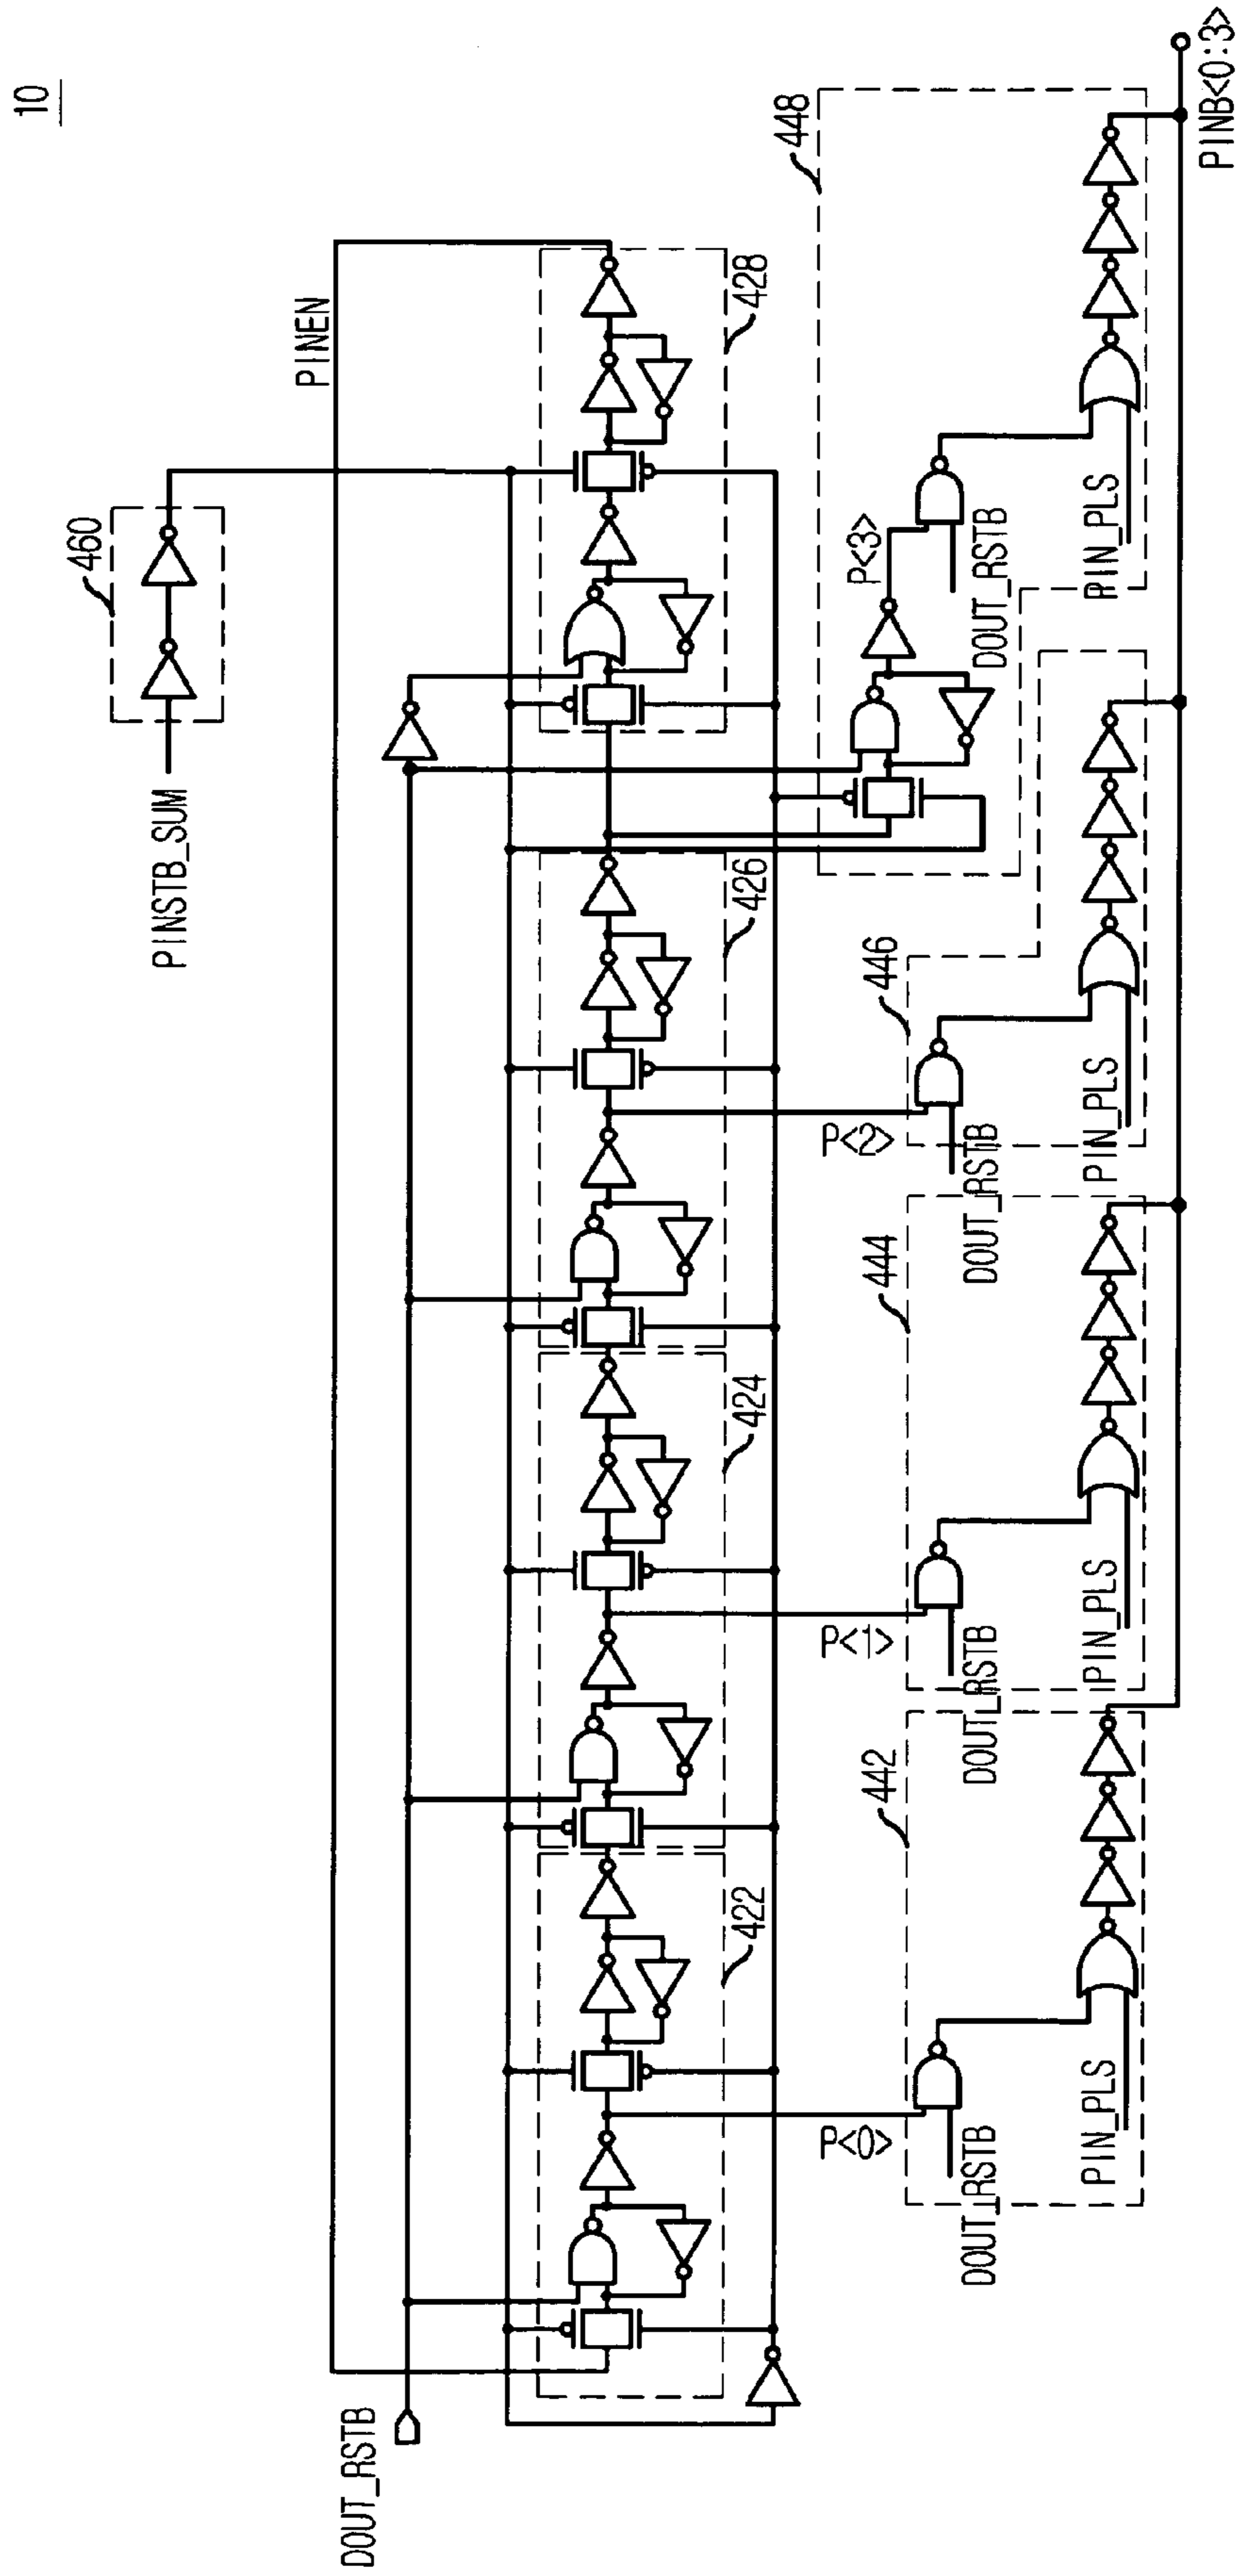 10
PINSTB_SUM
460
PINEN
DOUT_RSTB
422
424
426
428
P<0>
P<1>
P<2>
P<3>
442
444
446
448
DOUT_RSTB
DOUT_RSTB
DOUT_RSTB
DOUT_RSTB
PIN_PLS
PIN_PLS
PIN_PLS
PIN_PLS
PINB<0:3>